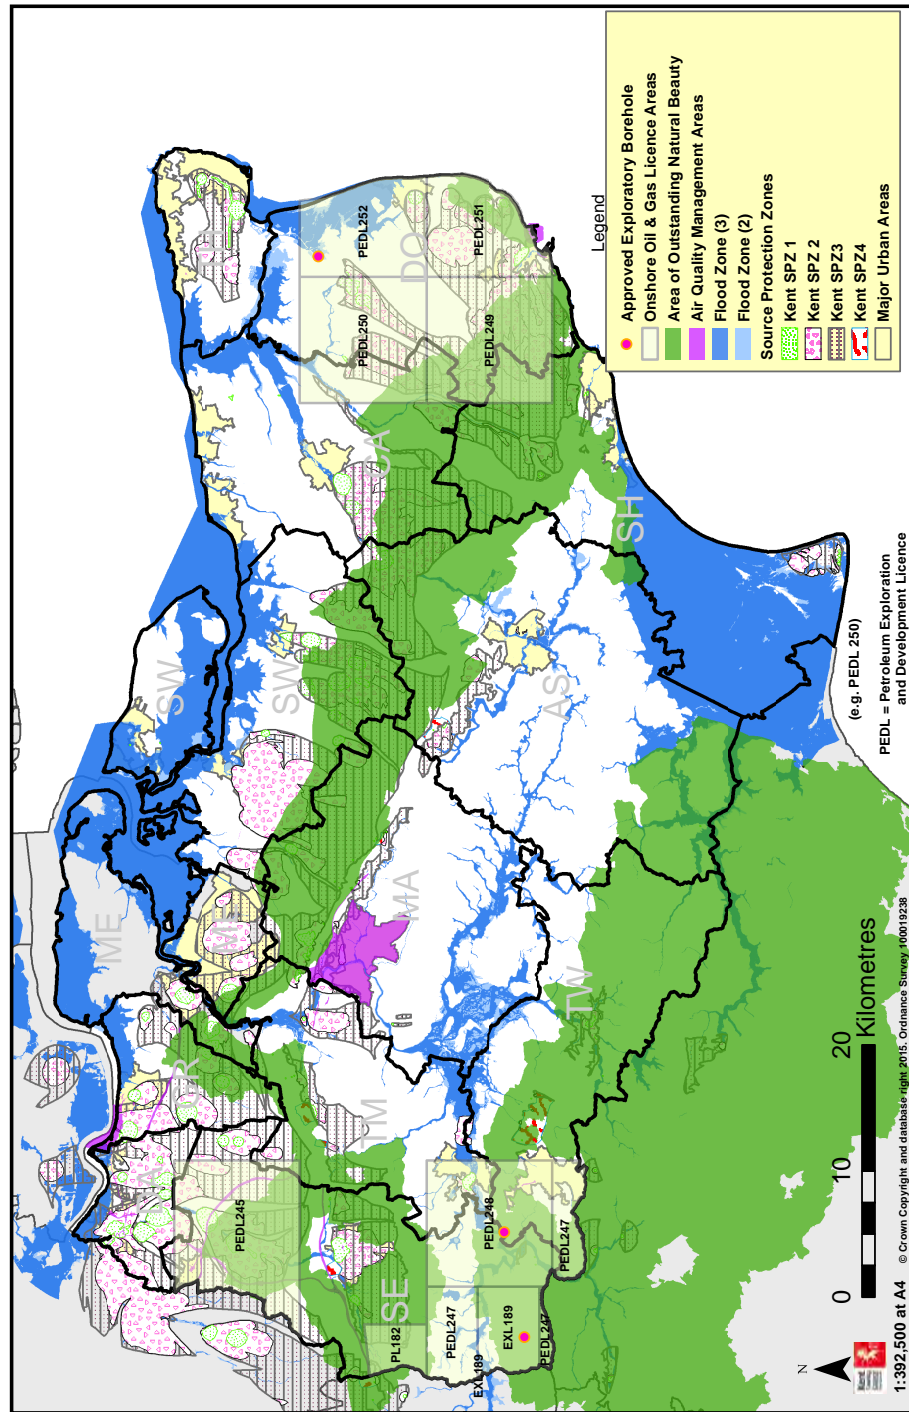 ME
ME
SW
SW
TH
GR
DA
CA
DO
MA
TM
SE
AS
SH
TW
PEDL245
PL182
PEDL247
EXL189
EXL189
PEDL247
PEDL248
PEDL247
PEDL250
PEDL252
PEDL249
PEDL251
Legend
Approved Exploratory Borehole
Onshore Oil & Gas Licence Areas
Area of Outstanding Natural Beauty
Air Quality Management Areas
Flood Zone (3)
Flood Zone (2)
Source Protection Zones
Kent SPZ 1
Kent SPZ 2
Kent SPZ3
Kent SPZ4
Major Urban Areas
(e.g. PEDL 250)
PEDL = Petroleum Exploration
and Development Licence
N
0 10 20
Kilometres
1:392,500 at A4 © Crown Copyright and database right 2015. Ordnance Survey 100019238